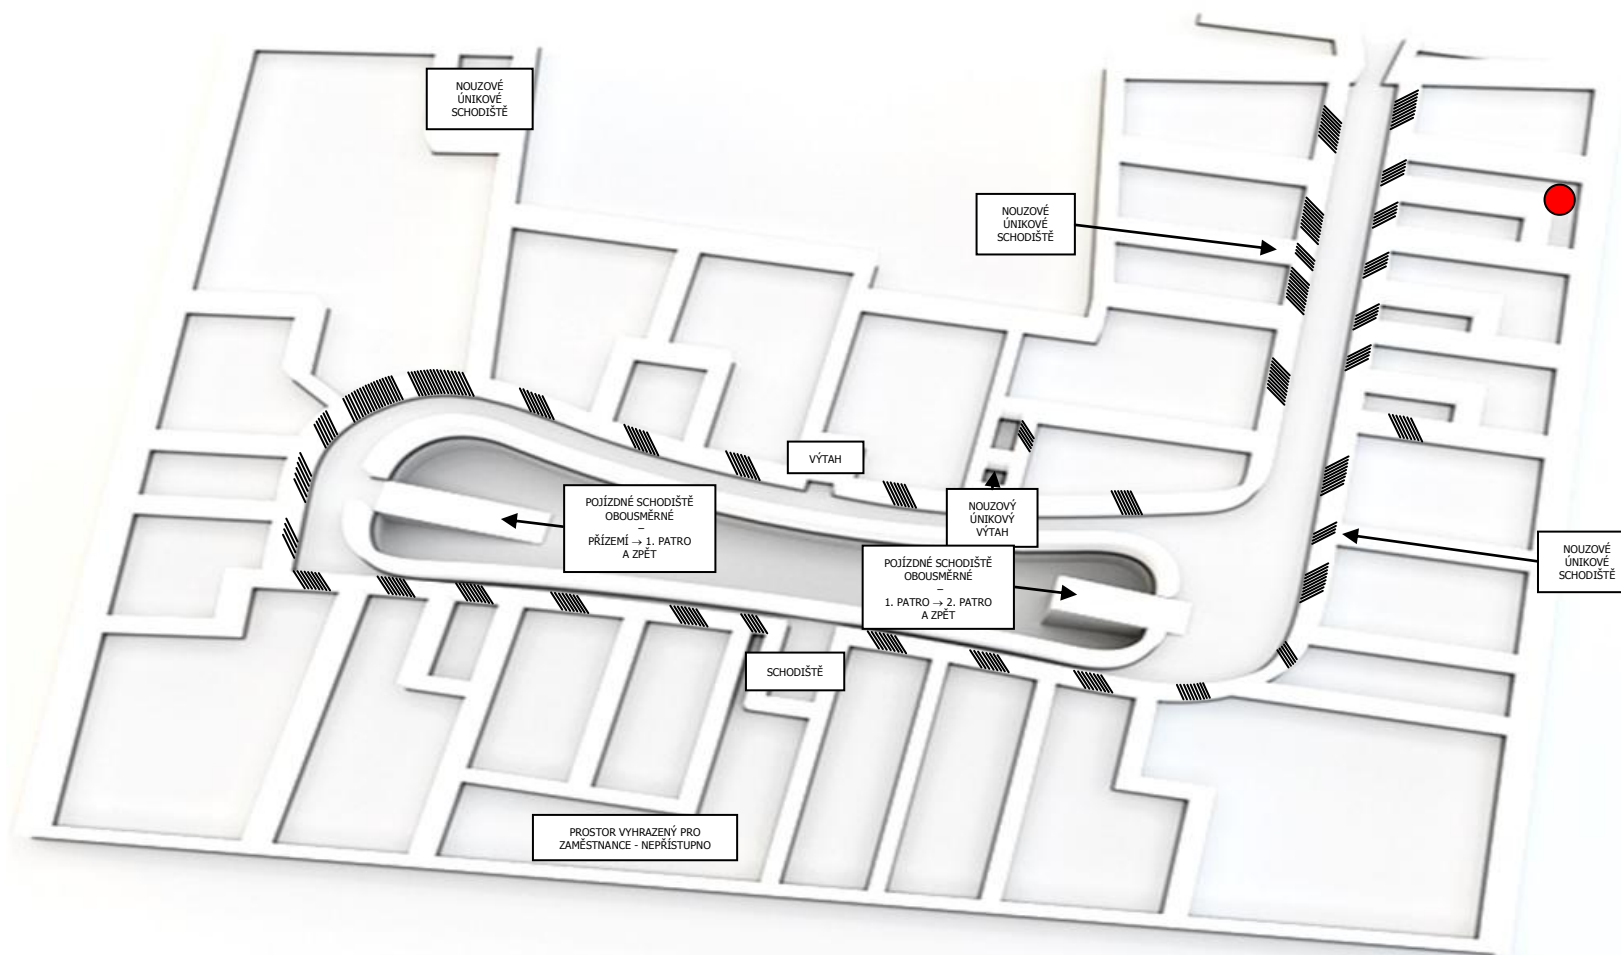 NOUZOVÉ
ÚNIKOVÉ
SCHODIŠTĚ
NOUZOVÉ
ÚNIKOVÉ
SCHODIŠTĚ
VÝTAH
POJÍZDNÉ SCHODIŠTĚ
OBOUSMĚRNÉ
–
PŘÍZEMÍ → 1. PATRO
A ZPĚT
NOUZOVÝ
ÚNIKOVÝ
VÝTAH
POJÍZDNÉ SCHODIŠTĚ
OBOUSMĚRNÉ
–
1. PATRO → 2. PATRO
A ZPĚT
NOUZOVÉ
ÚNIKOVÉ
SCHODIŠTĚ
SCHODIŠTĚ
PROSTOR VYHRAZENÝ PRO
ZAMĚSTNANCE - NEPŘÍSTUPNO